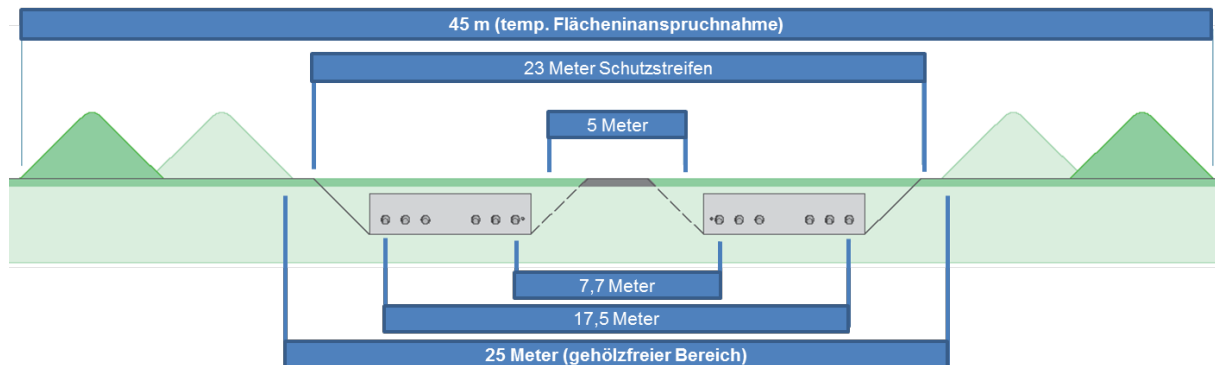 45 m (temp. Flächeninanspruchnahme)
23 Meter Schutzstreifen
5 Meter
7,7 Meter
17,5 Meter
25 Meter (gehölzfreier Bereich)